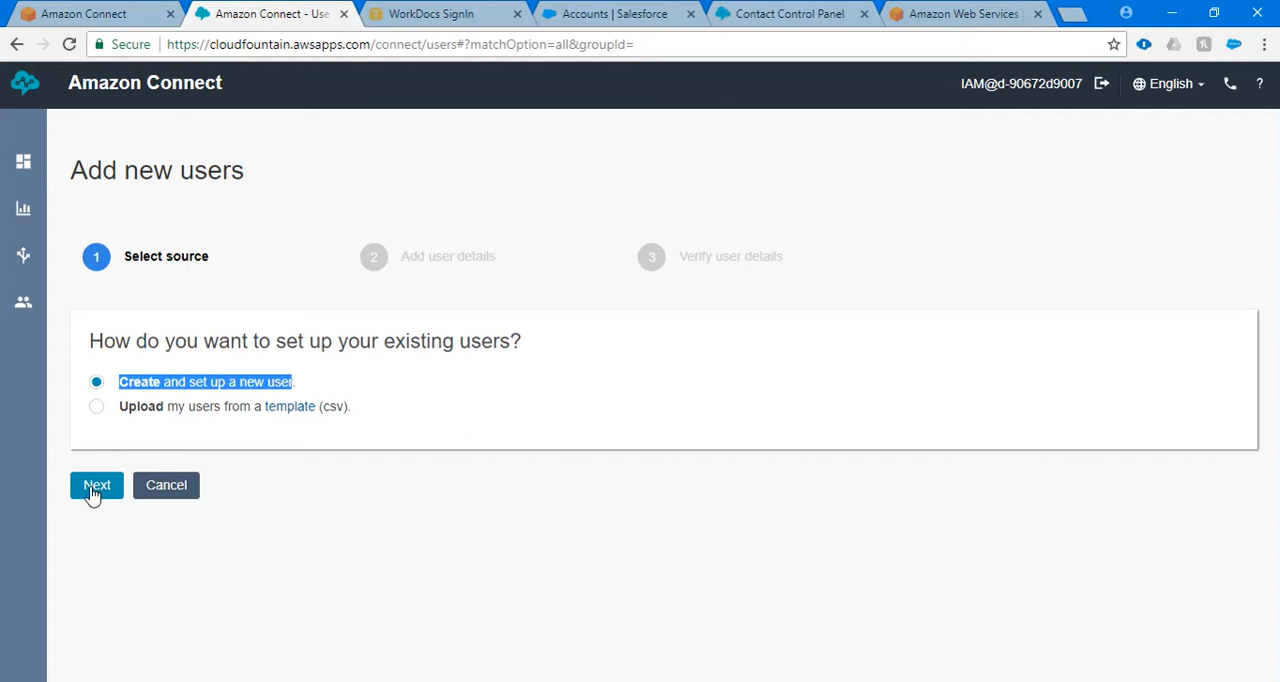 Amazon Connect
Amazon Connect - Use
WorkDocs SignIn
Accounts | Salesforce
Contact Control Panel
Amazon Web Services
Secure
https://cloudfountain.awsapps.com/connect/users#?matchOption=all&groupId=
Amazon Connect
IAM@d-90672d9007
English
?
Add new users
1 Select source
2 Add user details
3 Verify user details
How do you want to set up your existing users?
Create and set up a new user.
Upload my users from a template (csv).
Next
Cancel